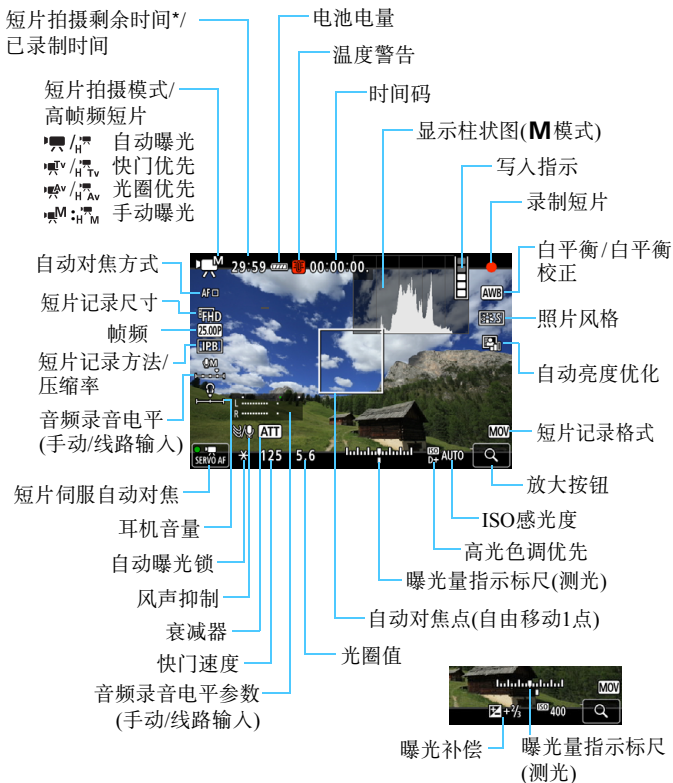 短片拍摄剩余时间*/
已录制时间
电池电量
温度警告
时间码
显示柱状图(M模式)
写入指示
录制短片
短片拍摄模式/
高帧频短片
/H 自动曝光
Tv/H Tv 快门优先
Av/H Av 光圈优先
M:H M 手动曝光
自动对焦方式
短片记录尺寸
帧频
短片记录方法/
压缩率
音频录音电平
(手动/线路输入)
M 29:59 00:00:00.
AF
FHD
25.00P
IPB
M
L
R
ATT
SERVO AF
125 5.6
ISO
D+ AUTO
AWB
MOV
白平衡/白平衡
校正
照片风格
自动亮度优化
短片记录格式
放大按钮
ISO感光度
高光色调优先
曝光量指示标尺(测光)
自动对焦点(自由移动1点)
光圈值
短片伺服自动对焦
耳机音量
自动曝光锁
风声抑制
衰减器
快门速度
音频录音电平参数
(手动/线路输入)
MOV
+2/3 ISO 400
曝光补偿
曝光量指示标尺
(测光)